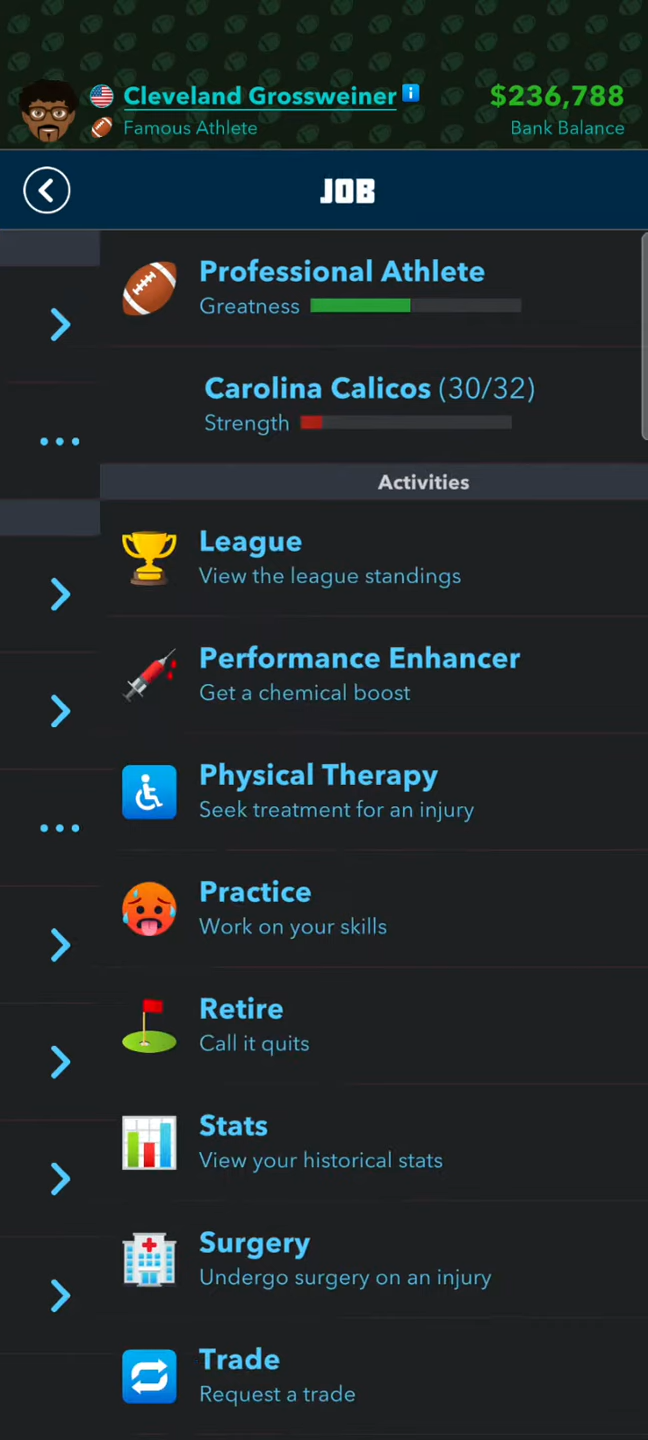 Cleveland Grossweiner
$236,788
Famous Athlete
Bank Balance
JOB
Professional Athlete
Greatness
Carolina Calicos (30/32)
Strength
Activities
League
View the league standings
Performance Enhancer
Get a chemical boost
Physical Therapy
Seek treatment for an injury
Practice
Work on your skills
Retire
Call it quits
Stats
View your historical stats
Surgery
Undergo surgery on an injury
Trade
Request a trade